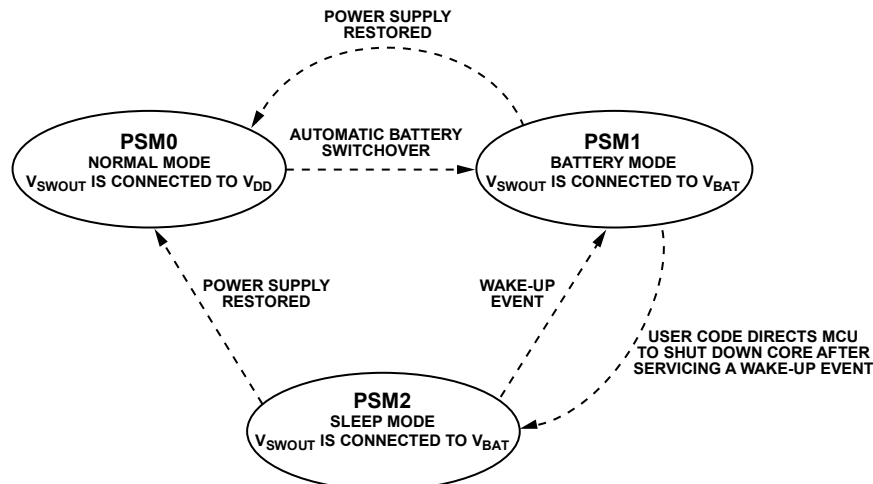 POWER SUPPLY
RESTORED
PSM0
NORMAL MODE
VSWOUT IS CONNECTED TO VDD
AUTOMATIC BATTERY
SWITCHOVER
PSM1
BATTERY MODE
VSWOUT IS CONNECTED TO VBAT
POWER SUPPLY
RESTORED
WAKE-UP
EVENT
USER CODE DIRECTS MCU
TO SHUT DOWN CORE AFTER
SERVICING A WAKE-UP EVENT
PSM2
SLEEP MODE
VSWOUT IS CONNECTED TO VBAT